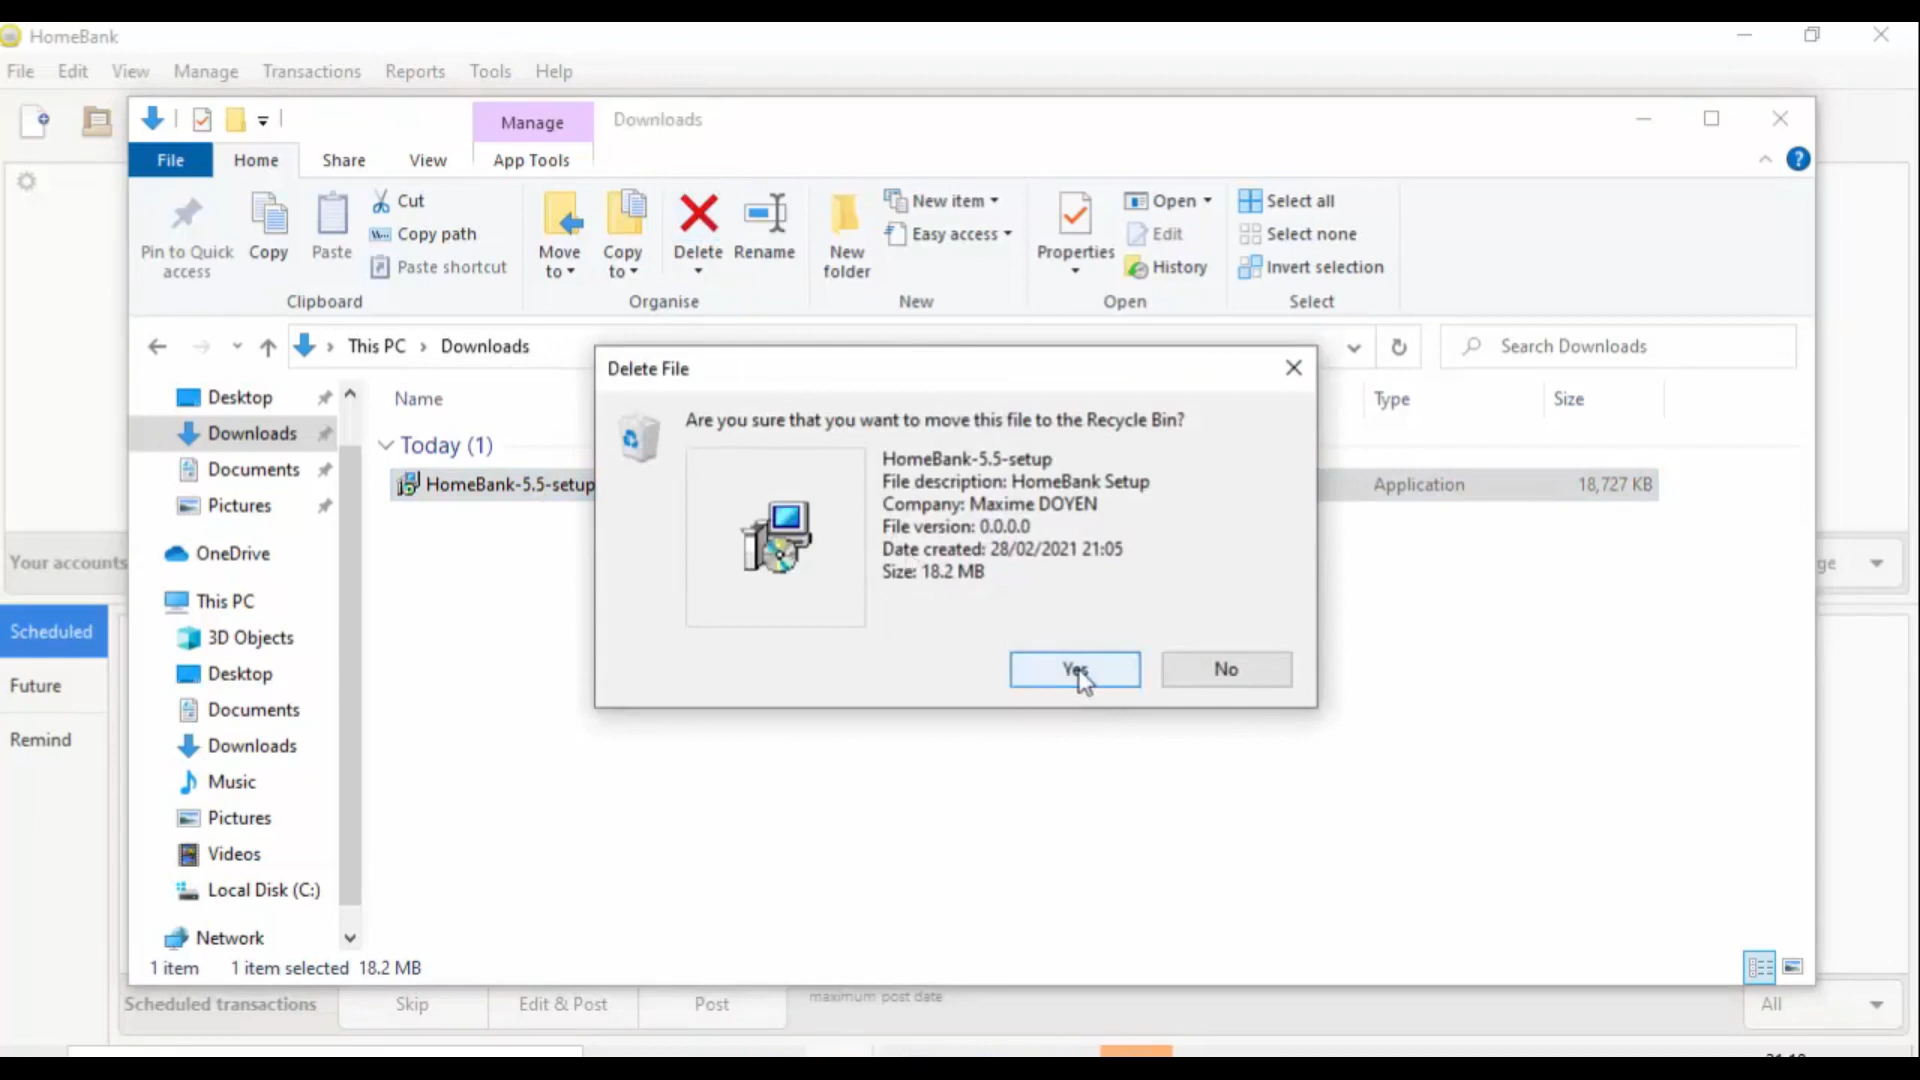 HomeBank
File Edit View Manage Transactions Reports Tools Help
Manage Downloads
File Home Share View App Tools
Pin to Quick access
Copy
Paste
Cut
Copy path
Paste shortcut
Clipboard
Move to
Copy to
Delete
Rename
Organise
New folder
New item
Easy access
New
Properties
Open
Edit
History
Open
Select all
Select none
Invert selection
Select
This PC › Downloads
Search Downloads
Desktop
Downloads
Documents
Pictures
OneDrive
This PC
3D Objects
Desktop
Documents
Downloads
Music
Pictures
Videos
Local Disk (C:)
Network
Name Type Size
Today (1)
HomeBank-5.5-setup Application 18,727 KB
Delete File
Are you sure that you want to move this file to the Recycle Bin?
HomeBank-5.5-setup
File description: HomeBank Setup
Company: Maxime DOYEN
File version: 0.0.0.0
Date created: 28/02/2021 21:05
Size: 18.2 MB
Yes No
1 item 1 item selected 18.2 MB
Your accounts
Scheduled
Future
Remind
Scheduled transactions Skip Edit & Post Post maximum post date All